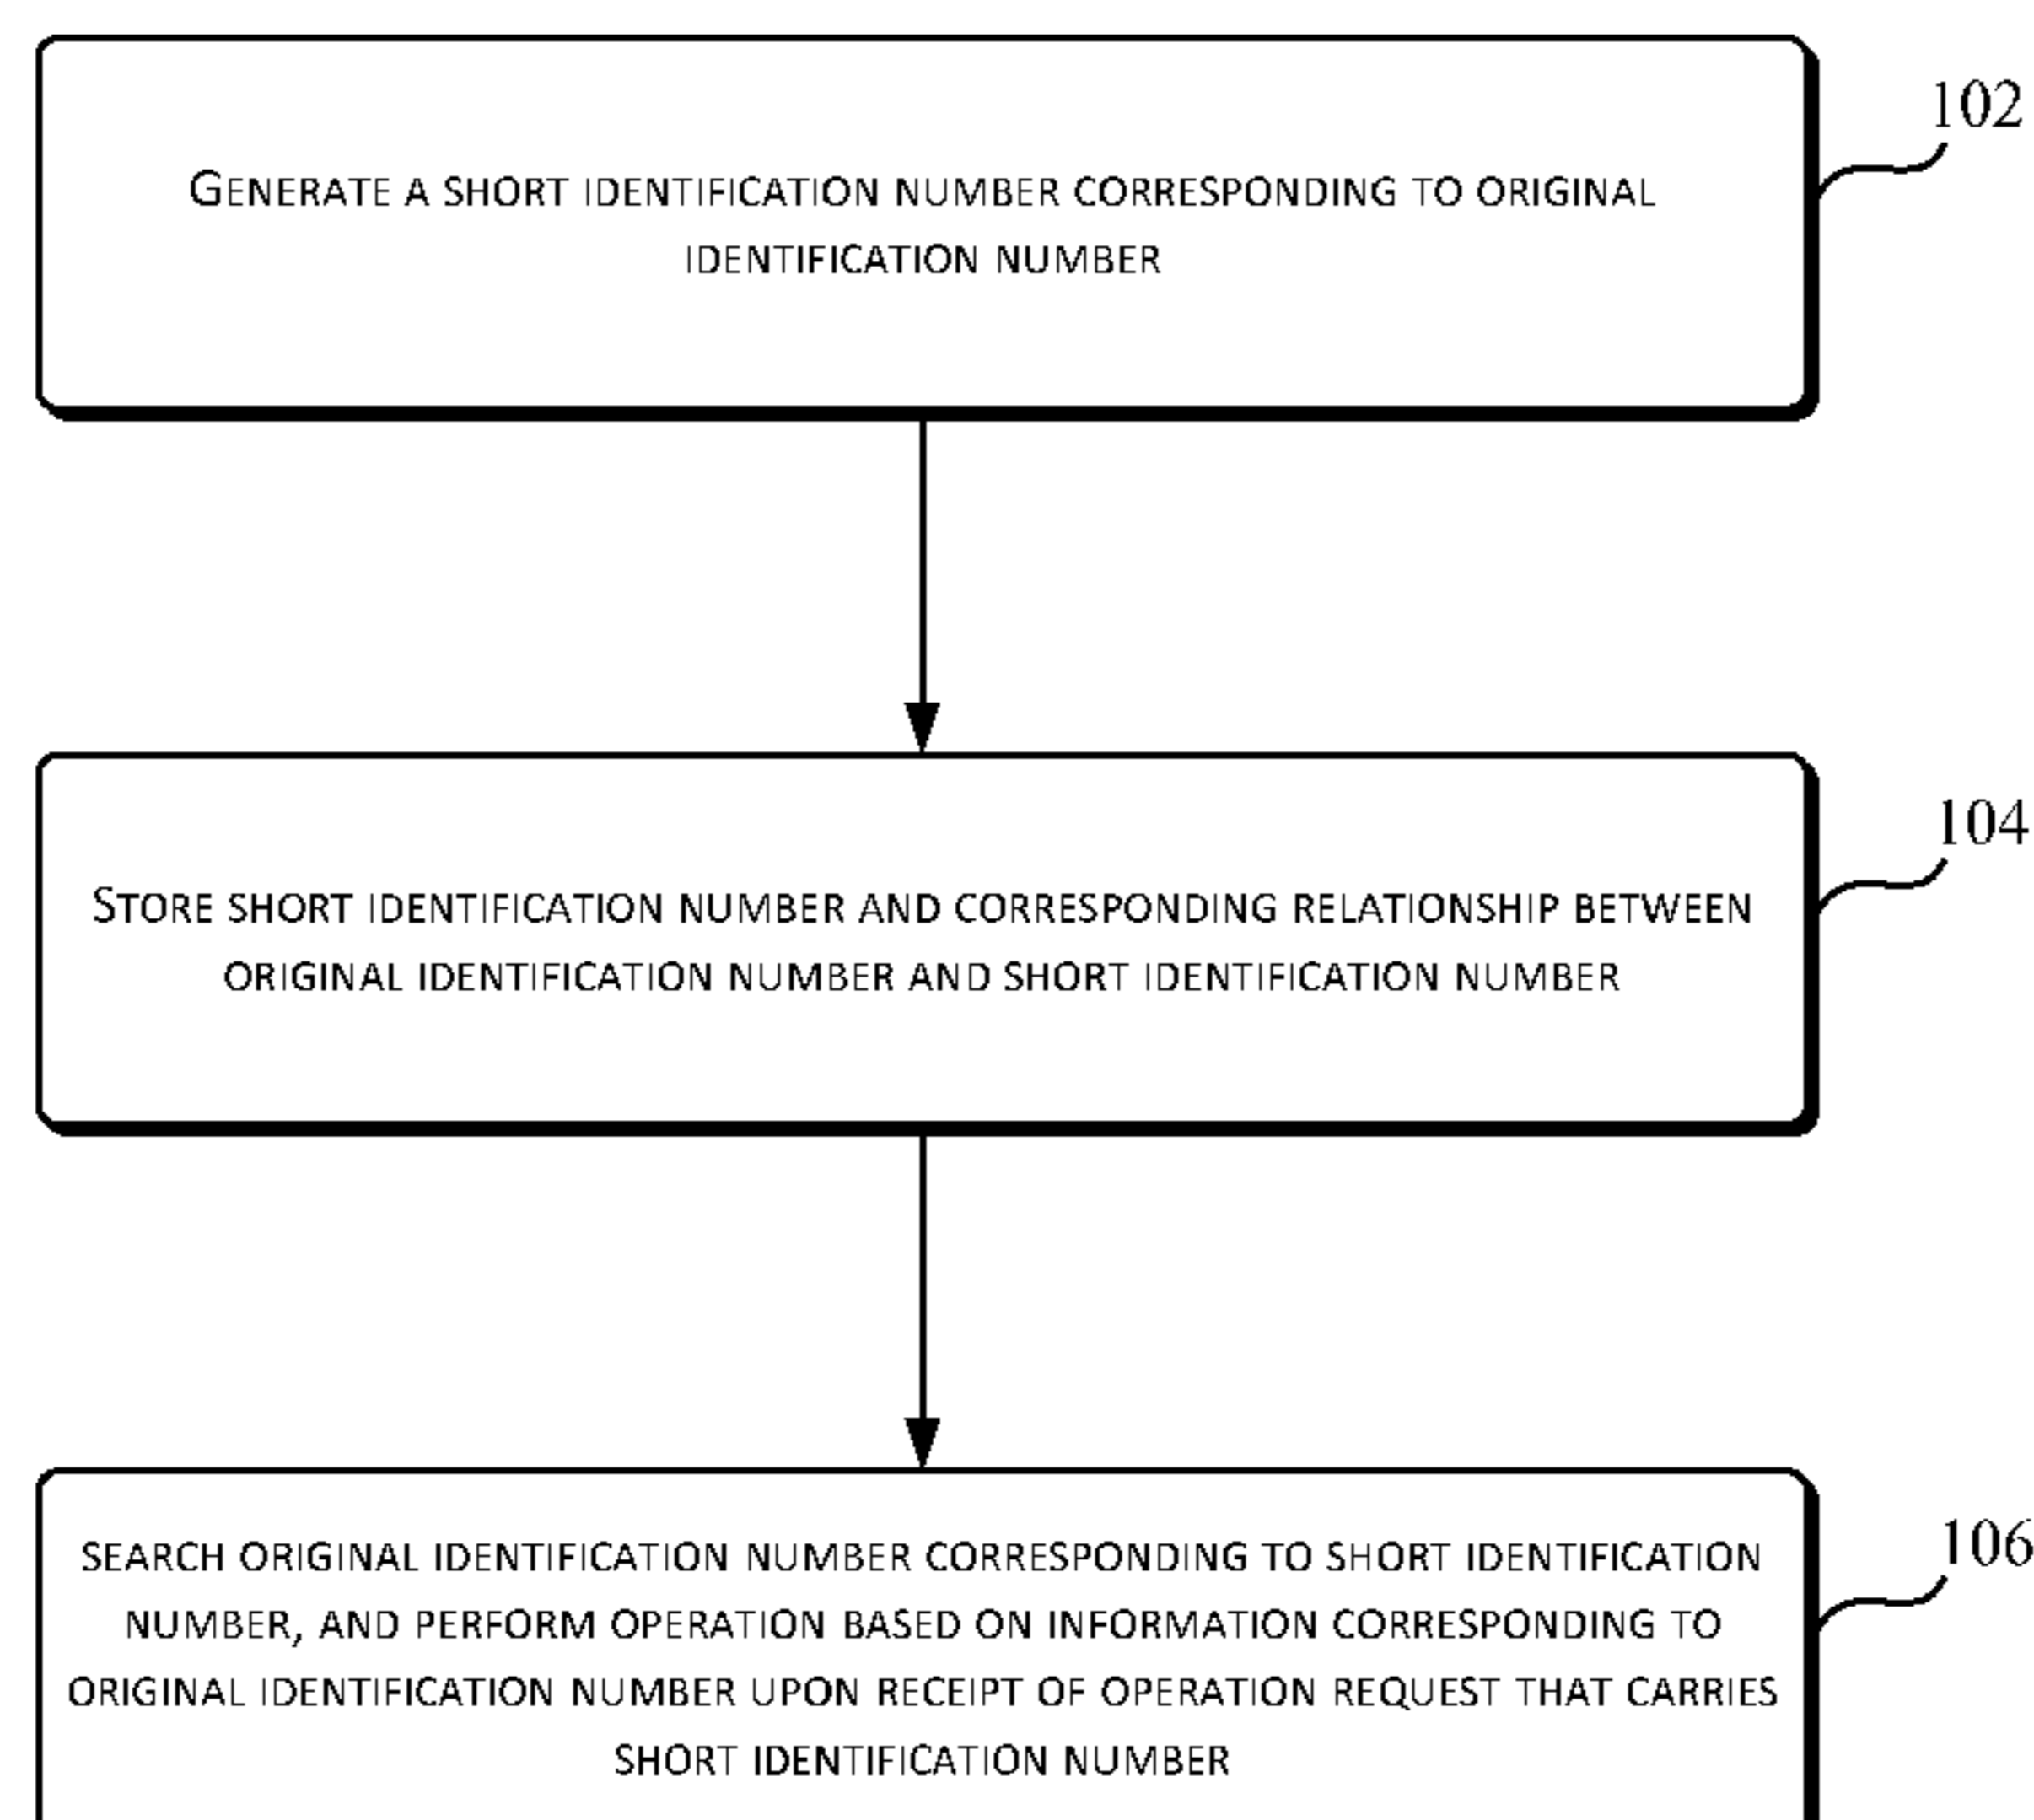 102
GENERATE A SHORT IDENTIFICATION NUMBER CORRESPONDING TO ORIGINAL
IDENTIFICATION NUMBER
104
STORE SHORT IDENTIFICATION NUMBER AND CORRESPONDING RELATIONSHIP BETWEEN
ORIGINAL IDENTIFICATION NUMBER AND SHORT IDENTIFICATION NUMBER
106
SEARCH ORIGINAL IDENTIFICATION NUMBER CORRESPONDING TO SHORT IDENTIFICATION
NUMBER, AND PERFORM OPERATION BASED ON INFORMATION CORRESPONDING TO
ORIGINAL IDENTIFICATION NUMBER UPON RECEIPT OF OPERATION REQUEST THAT CARRIES
SHORT IDENTIFICATION NUMBER